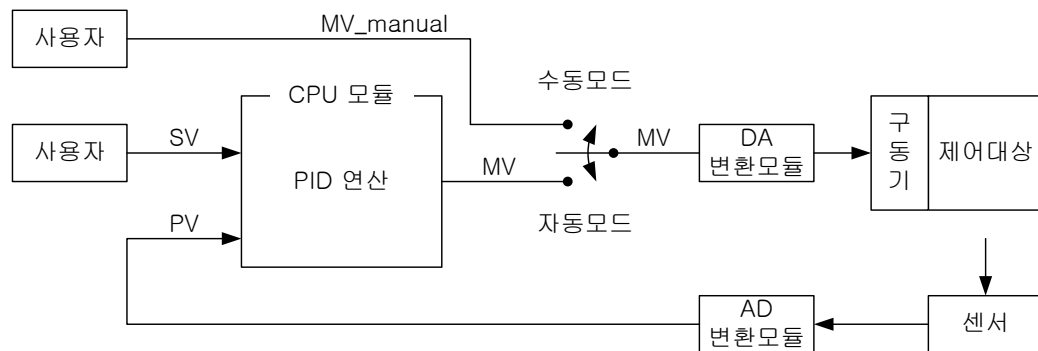 사용자
MV_manual
수동모드
CPU 모듈
사용자
SV
PID 연산
MV
MV
DA
변환모듈
구
동
기
제어대상
자동모드
PV
AD
변환모듈
센서